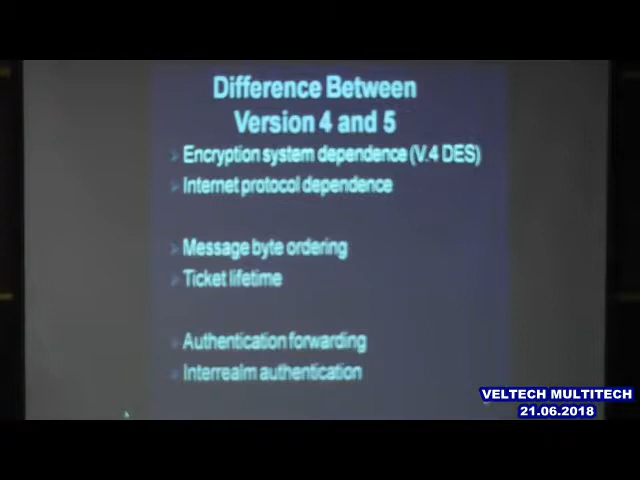 Difference Between
Version 4 and 5
Encryption system dependence (V.4 DES)
Internet protocol dependence
Message byte ordering
Ticket lifetime
Authentication forwarding
Interrealm authentication
VELTECH MULTITECH
21.06.2018